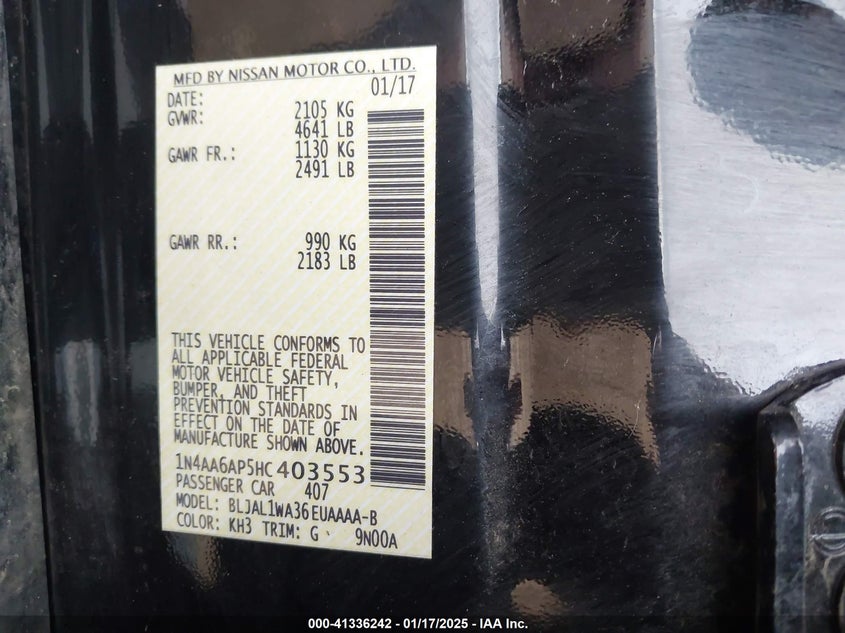 MFD BY NISSAN MOTOR CO., LTD.
DATE: 01/17
GVWR: 2105 KG
4641 LB
GAWR FR.: 1130 KG
2491 LB
GAWR RR.: 990 KG
2183 LB
THIS VEHICLE CONFORMS TO
ALL APPLICABLE FEDERAL
MOTOR VEHICLE SAFETY,
BUMPER, AND THEFT
PREVENTION STANDARDS IN
EFFECT ON THE DATE OF
MANUFACTURE SHOWN ABOVE.
1N4AA6AP5HC403553
PASSENGER CAR 407
MODEL: BLJAL1WA36EUAAAA-B
COLOR: KH3 TRIM: G 9N00A
000-41336242 - 01/17/2025 - IAA Inc.